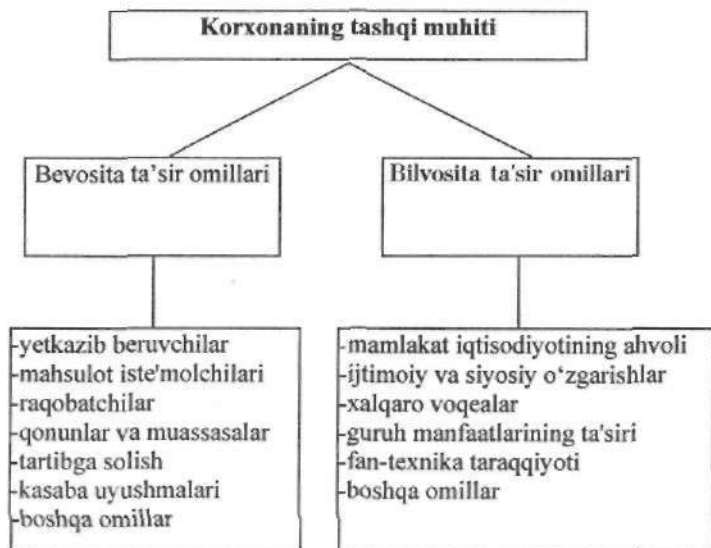 Korxonaning tashqi muhiti
Bevosita ta'sir omillari
Bilvosita ta'sir omillari
-yetkazib beruvchilar
-mahsulot iste'molchilari
-raqobatchilar
-qonunlar va muassasalar
-tartibga solish
-kasaba uyushmalari
-boshqa omillar
-mamlakat iqtisodiyotining ahvoli
-ijtimoiy va siyosiy o‘zgarishlar
-xalqaro voqealar
-guruh manfaatlarining ta'siri
-fan-texnika taraqqiyoti
-boshqa omillar